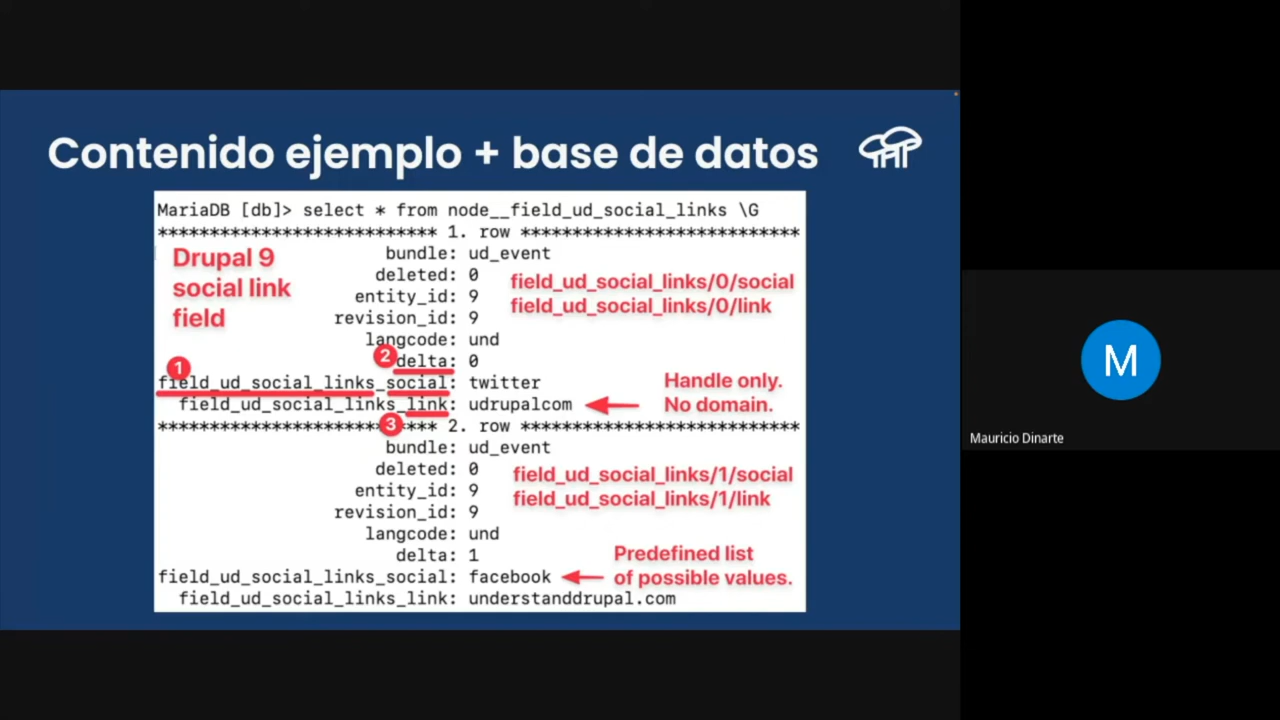 Contenido ejemplo + base de datos
MariaDB [db]> select * from node__field_ud_social_links \G
*************************** 1. row ***************************
Drupal 9
social link
field
bundle: ud_event
deleted: 0
entity_id: 9
revision_id: 9
langcode: und
delta: 0
field_ud_social_links_social: twitter
field_ud_social_links_link: udrupalcom
field_ud_social_links/0/social
field_ud_social_links/0/link
1
2
3
Handle only.
No domain.
*************************** 2. row ***************************
bundle: ud_event
deleted: 0
entity_id: 9
revision_id: 9
langcode: und
delta: 1
field_ud_social_links_social: facebook
field_ud_social_links_link: understanddrupal.com
field_ud_social_links/1/social
field_ud_social_links/1/link
Predefined list
of possible values.
M
Mauricio Dinarte